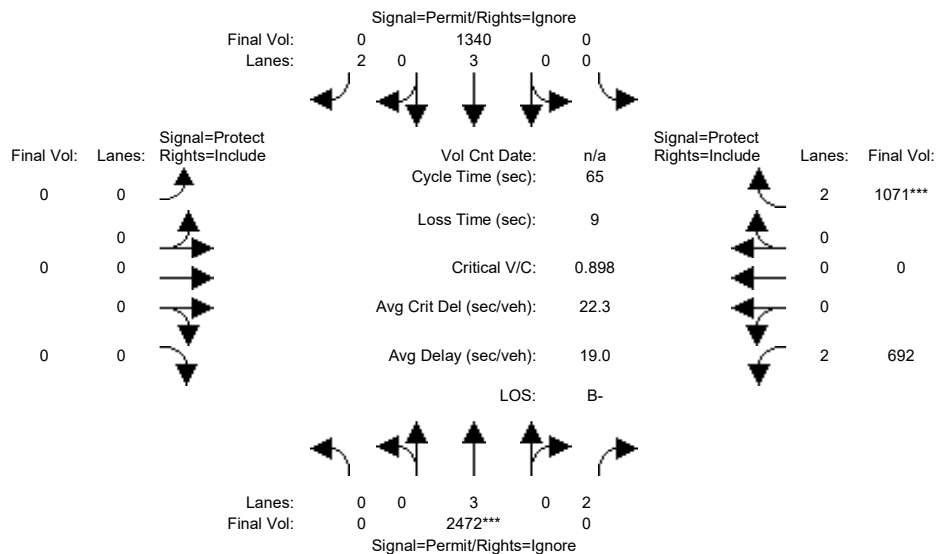 Signal=Permit/Rights=Ignore
Final Vol: 0 1340 0
Lanes: 2 0 3 0 0
Signal=Protect
Final Vol: Lanes: Rights=Include
Vol Cnt Date: n/a
Signal=Protect
Rights=Include Lanes: Final Vol:
Cycle Time (sec): 65
0 0
2 1071***
Loss Time (sec): 9
0
0
0 0
Critical V/C: 0.898
0 0
0
Avg Crit Del (sec/veh): 22.3
0
0 0
Avg Delay (sec/veh): 19.0
2 692
LOS: B-
Lanes: 0 0 3 0 2
Final Vol: 0 2472*** 0
Signal=Permit/Rights=Ignore